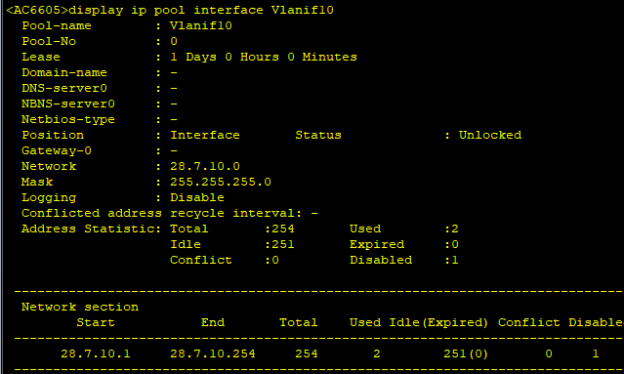 <AC6605>display ip pool interface Vlanif10
Pool-name : Vlanif10
Pool-No : 0
Lease : 1 Days 0 Hours 0 Minutes
Domain-name : -
DNS-server0 : -
NBNS-server0 : -
Netbios-type : -
Position : Interface Status : Unlocked
Gateway-0 : -
Network : 28.7.10.0
Mask : 255.255.255.0
Logging : Disable
Conflicted address recycle interval: -
Address Statistic: Total :254 Used :2
Idle :251 Expired :0
Conflict :0 Disabled :1
-------------------------------------------------------------------------------
Network section
Start End Total Used Idle(Expired) Conflict Disable
-------------------------------------------------------------------------------
28.7.10.1 28.7.10.254 254 2 251(0) 0 1
-------------------------------------------------------------------------------